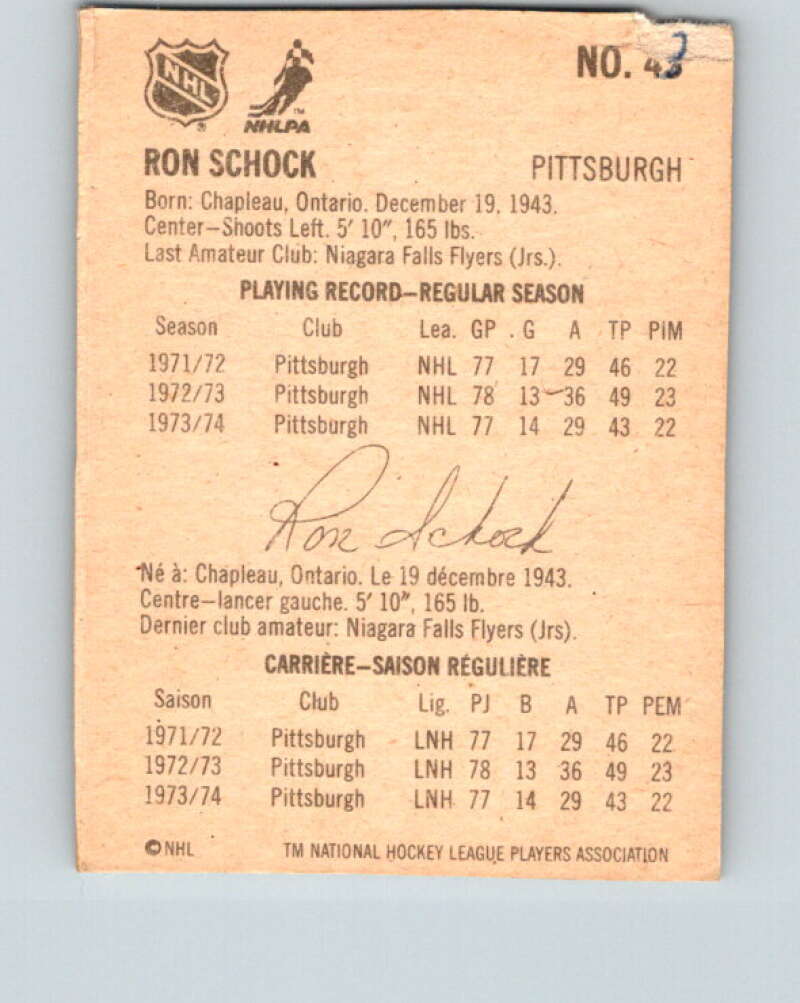 NHL
NHLPA
NO. 43
RON SCHOCK PITTSBURGH
Born: Chapleau, Ontario. December 19, 1943.
Center–Shoots Left. 5′ 10″, 165 lbs.
Last Amateur Club: Niagara Falls Flyers (Jrs.).
PLAYING RECORD–REGULAR SEASON
Season Club Lea. GP G A TP PIM
1971/72 Pittsburgh NHL 77 17 29 46 22
1972/73 Pittsburgh NHL 78 13 36 49 23
1973/74 Pittsburgh NHL 77 14 29 43 22
Ron Schock
Né à: Chapleau, Ontario. Le 19 décembre 1943.
Centre–lancer gauche. 5′ 10″, 165 lb.
Dernier club amateur: Niagara Falls Flyers (Jrs).
CARRIÈRE–SAISON RÉGULIÈRE
Saison Club Lig. PJ B A TP PEM
1971/72 Pittsburgh LNH 77 17 29 46 22
1972/73 Pittsburgh LNH 78 13 36 49 23
1973/74 Pittsburgh LNH 77 14 29 43 22
© NHL TM NATIONAL HOCKEY LEAGUE PLAYERS ASSOCIATION